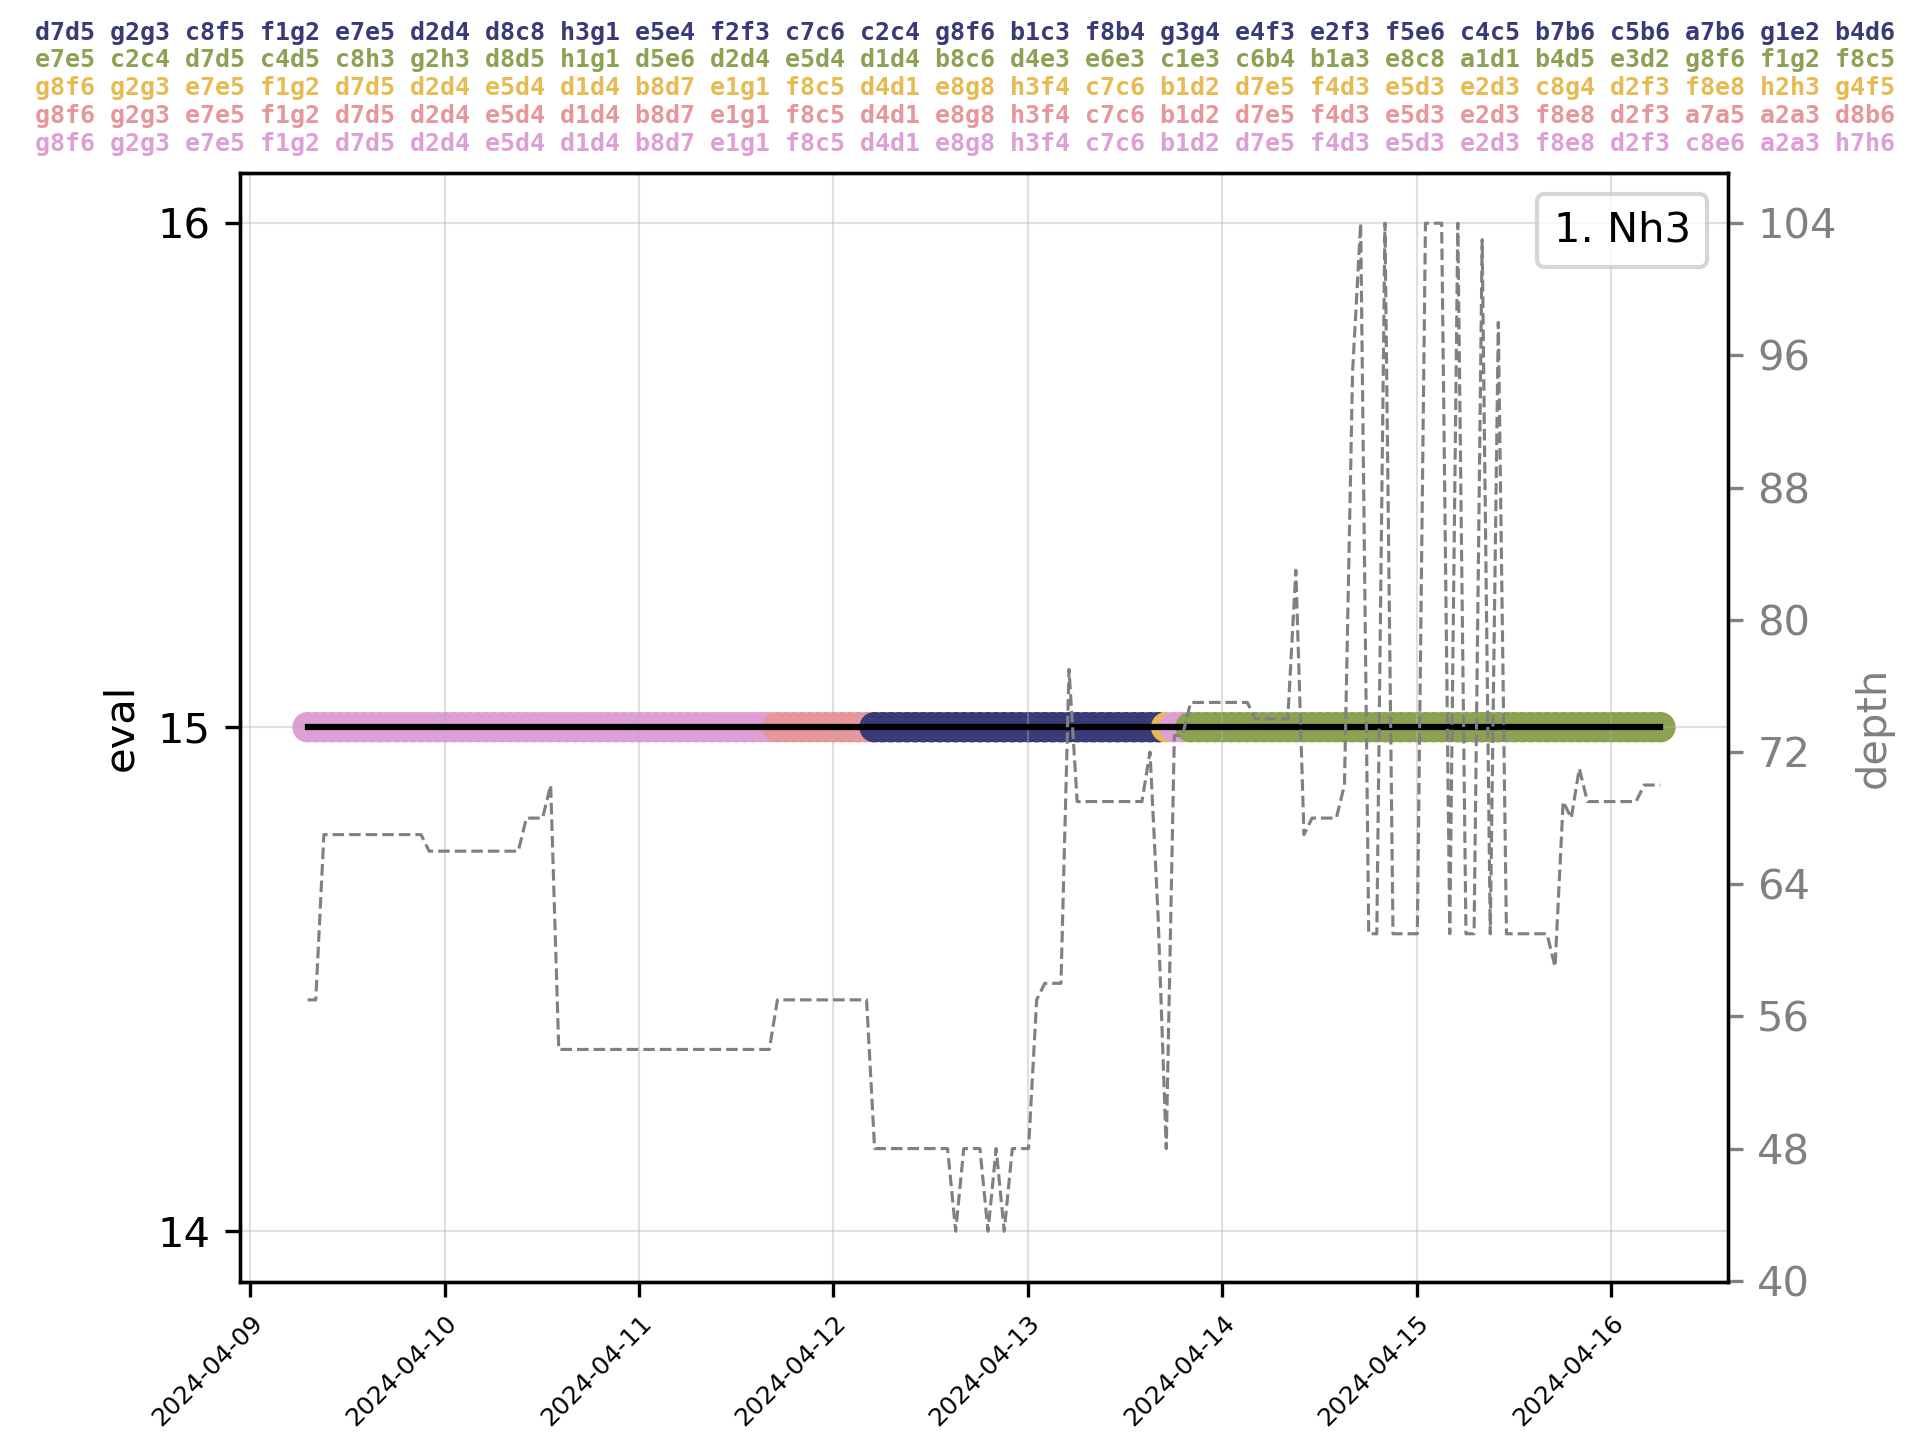 d7d5 g2g3 c8f5 f1g2 e7e5 d2d4 d8c8 h3g1 e5e4 f2f3 c7c6 c2c4 g8f6 b1c3 f8b4 g3g4 e4f3 e2f3 f5e6 c4c5 b7b6 c5b6 a7b6 g1e2 b4d6
e7e5 c2c4 d7d5 c4d5 c8h3 g2h3 d8d5 h1g1 d5e6 d2d4 e5d4 d1d4 b8c6 d4e3 e6e3 c1e3 c6b4 b1a3 e8c8 a1d1 b4d5 e3d2 g8f6 f1g2 f8c5
g8f6 g2g3 e7e5 f1g2 d7d5 d2d4 e5d4 d1d4 b8d7 e1g1 f8c5 d4d1 e8g8 h3f4 c7c6 b1d2 d7e5 f4d3 e5d3 e2d3 c8g4 d2f3 f8e8 h2h3 g4f5
g8f6 g2g3 e7e5 f1g2 d7d5 d2d4 e5d4 d1d4 b8d7 e1g1 f8c5 d4d1 e8g8 h3f4 c7c6 b1d2 d7e5 f4d3 e5d3 e2d3 f8e8 d2f3 a7a5 a2a3 d8b6
g8f6 g2g3 e7e5 f1g2 d7d5 d2d4 e5d4 d1d4 b8d7 e1g1 f8c5 d4d1 e8g8 h3f4 c7c6 b1d2 d7e5 f4d3 e5d3 e2d3 f8e8 d2f3 c8e6 a2a3 h7h6
1. Nh3
16
15
14
eval
104
96
88
80
72
64
56
48
40
depth
2024-04-09
2024-04-10
2024-04-11
2024-04-12
2024-04-13
2024-04-14
2024-04-15
2024-04-16